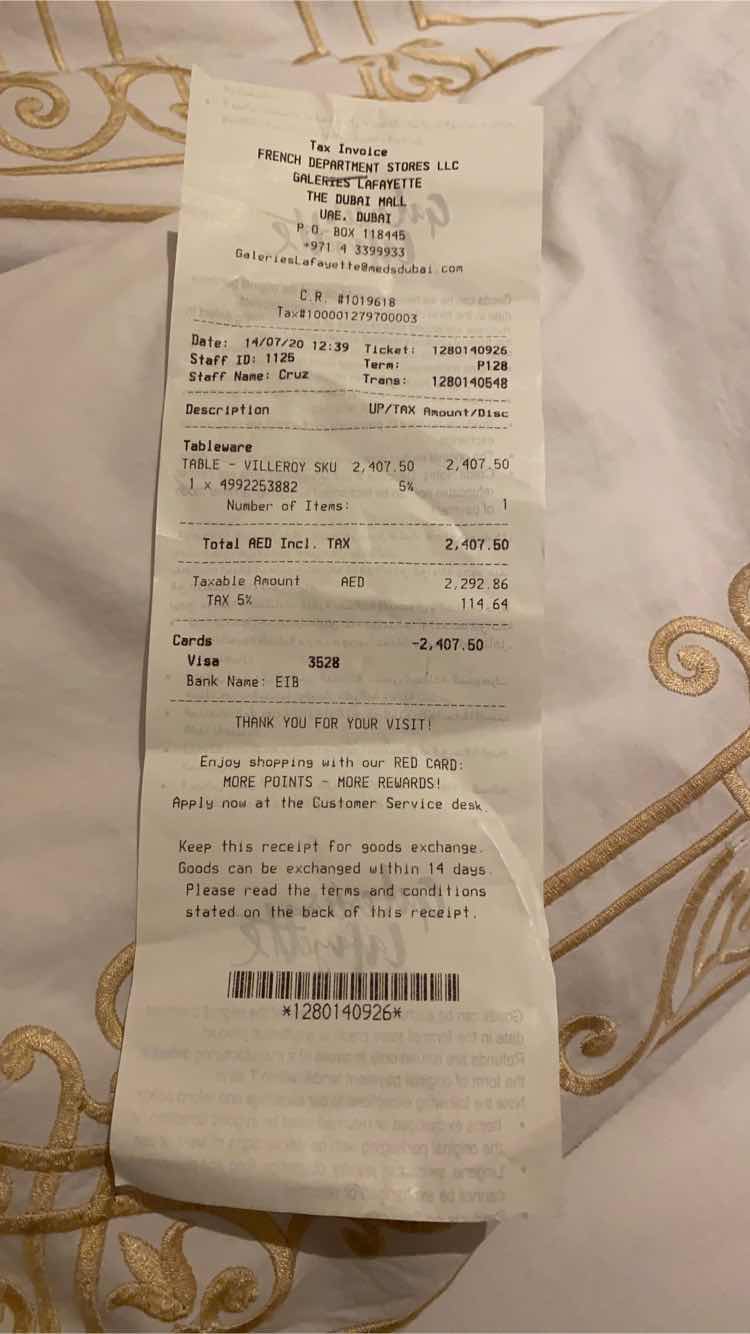 Tax Invoice
FRENCH DEPARTMENT STORES LLC
GALERIES LAFAYETTE
THE DUBAI MALL
UAE, DUBAI
P.O. BOX 118445
+971 4 3399933
GaleriesLafayette@medsdubai.com
C.R. #1019618
Tax#100001279700003
Date: 14/07/20 12:39 Ticket: 1280140926
Staff ID: 1125 Term: P128
Staff Name: Cruz Trans: 1280140548
Description UP/TAX Amount/Disc
Tableware
TABLE - VILLEROY SKU 2,407.50 2,407.50
1 x 4992253882 5%
Number of Items: 1
Total AED Incl. TAX 2,407.50
Taxable Amount AED 2,292.86
TAX 5% 114.64
Cards -2,407.50
Visa 3528
Bank Name: EIB
THANK YOU FOR YOUR VISIT!
Enjoy shopping with our RED CARD:
MORE POINTS - MORE REWARDS!
Apply now at the Customer Service desk.
Keep this receipt for goods exchange.
Goods can be exchanged within 14 days.
Please read the terms and conditions
stated on the back of this receipt.
*1280140926*